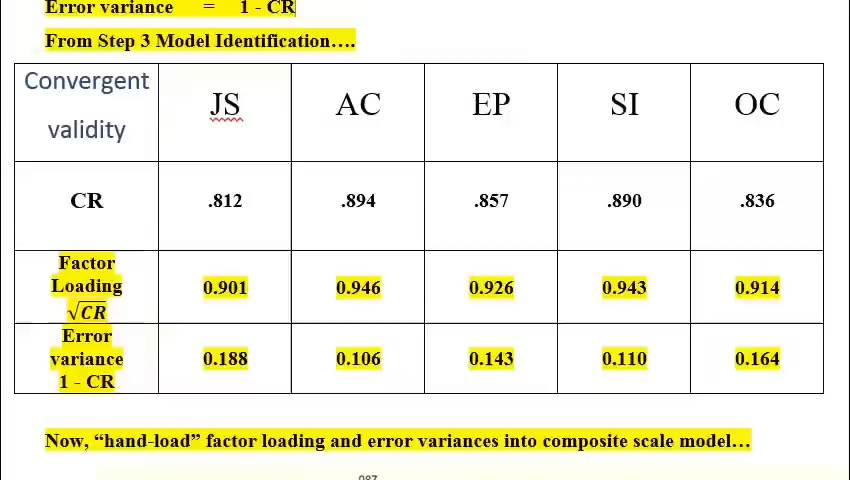 Error variance = 1 - CR
From Step 3 Model Identification….
Convergent validity JS AC EP SI OC
CR .812 .894 .857 .890 .836
Factor Loading √CR 0.901 0.946 0.926 0.943 0.914
Error variance 1 - CR 0.188 0.106 0.143 0.110 0.164
Now, “hand-load” factor loading and error variances into composite scale model…